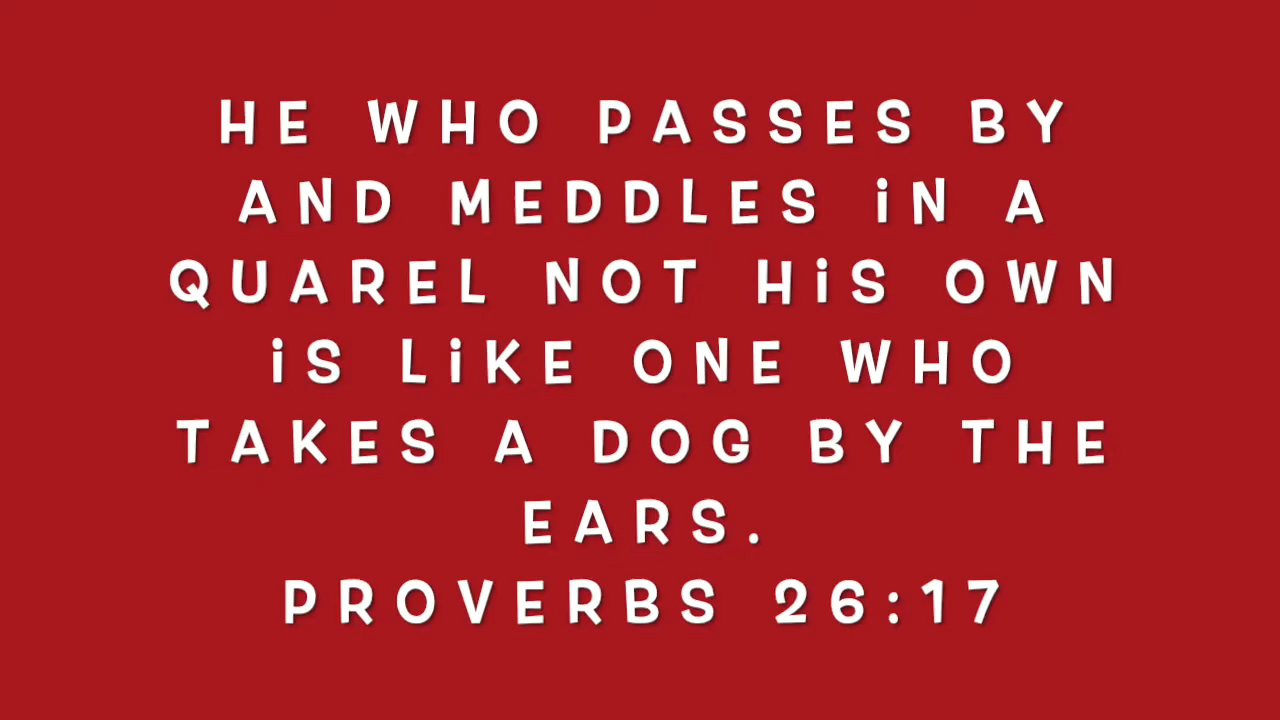 HE WHO PASSES BY
AND MEDDLES iN A
QUAREL NOT HiS OWN
iS LiKE ONE WHO
TAKES A DOG BY THE
EARS.
PROVERBS 26:17